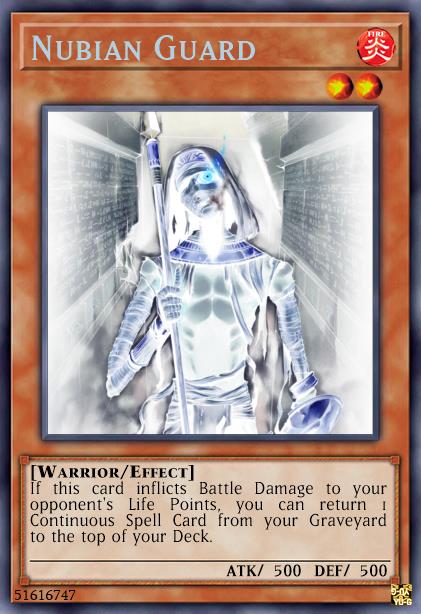 Nubian Guard
FIRE
炎
[Warrior/Effect]
If this card inflicts Battle Damage to your
opponent's Life Points, you can return 1
Continuous Spell Card from your Graveyard
to the top of your Deck.
ATK/ 500 DEF/ 500
51616747